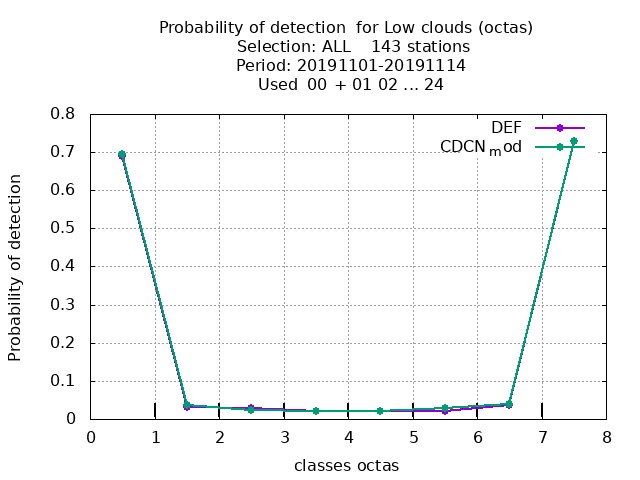 Probability of detection  for Low clouds (octas)
Selection: ALL    143 stations
Period: 20191101-20191114
Used  00  + 01 02 ... 24
0.8
DEF
CDCNmod
0.7
0.6
0.5
0.4
0.3
0.2
0.1
0
Probability of detection
0 1 2 3 4 5 6 7 8
classes octas